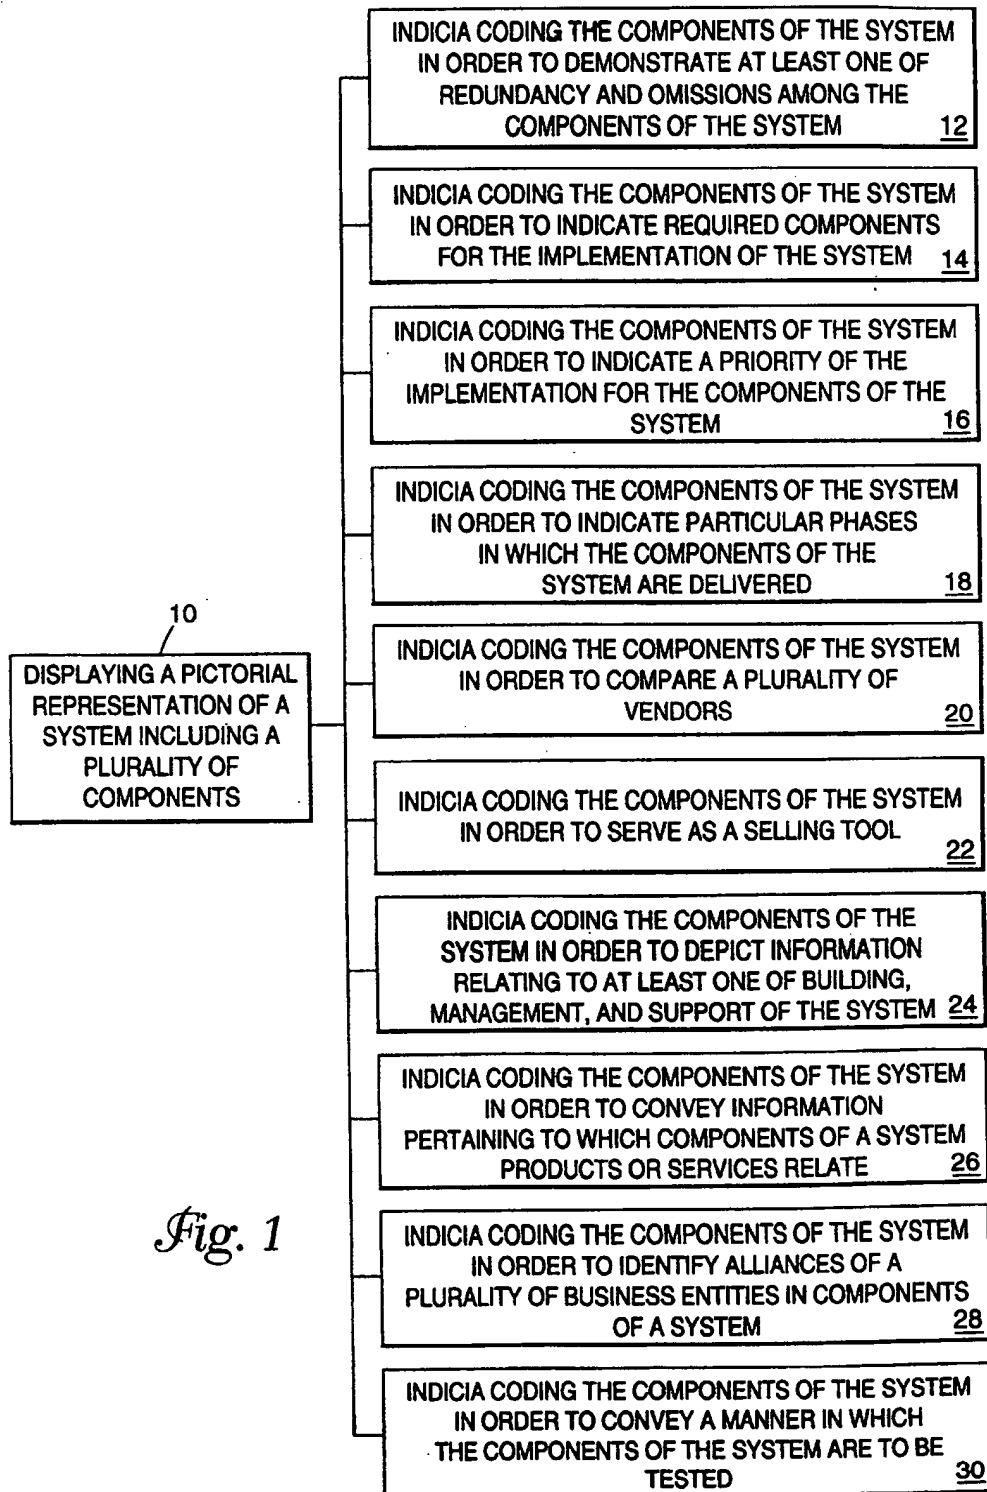 INDICIA CODING THE COMPONENTS OF THE SYSTEM
IN ORDER TO DEMONSTRATE AT LEAST ONE OF
REDUNDANCY AND OMISSIONS AMONG THE
COMPONENTS OF THE SYSTEM 12
INDICIA CODING THE COMPONENTS OF THE SYSTEM
IN ORDER TO INDICATE REQUIRED COMPONENTS
FOR THE IMPLEMENTATION OF THE SYSTEM 14
INDICIA CODING THE COMPONENTS OF THE SYSTEM
IN ORDER TO INDICATE A PRIORITY OF THE
IMPLEMENTATION FOR THE COMPONENTS OF THE
SYSTEM 16
INDICIA CODING THE COMPONENTS OF THE SYSTEM
IN ORDER TO INDICATE PARTICULAR PHASES
IN WHICH THE COMPONENTS OF THE
SYSTEM ARE DELIVERED 18
10
DISPLAYING A PICTORIAL
REPRESENTATION OF A
SYSTEM INCLUDING A
PLURALITY OF
COMPONENTS
INDICIA CODING THE COMPONENTS OF THE SYSTEM
IN ORDER TO COMPARE A PLURALITY OF
VENDORS 20
INDICIA CODING THE COMPONENTS OF THE SYSTEM
IN ORDER TO SERVE AS A SELLING TOOL
22
INDICIA CODING THE COMPONENTS OF THE
SYSTEM IN ORDER TO DEPICT INFORMATION
RELATING TO AT LEAST ONE OF BUILDING,
MANAGEMENT, AND SUPPORT OF THE SYSTEM 24
INDICIA CODING THE COMPONENTS OF THE SYSTEM
IN ORDER TO CONVEY INFORMATION
PERTAINING TO WHICH COMPONENTS OF A SYSTEM
PRODUCTS OR SERVICES RELATE 26
INDICIA CODING THE COMPONENTS OF THE SYSTEM
IN ORDER TO IDENTIFY ALLIANCES OF A
PLURALITY OF BUSINESS ENTITIES IN COMPONENTS
OF A SYSTEM 28
INDICIA CODING THE COMPONENTS OF THE SYSTEM
IN ORDER TO CONVEY A MANNER IN WHICH
THE COMPONENTS OF THE SYSTEM ARE TO BE
TESTED 30
Fig. 1